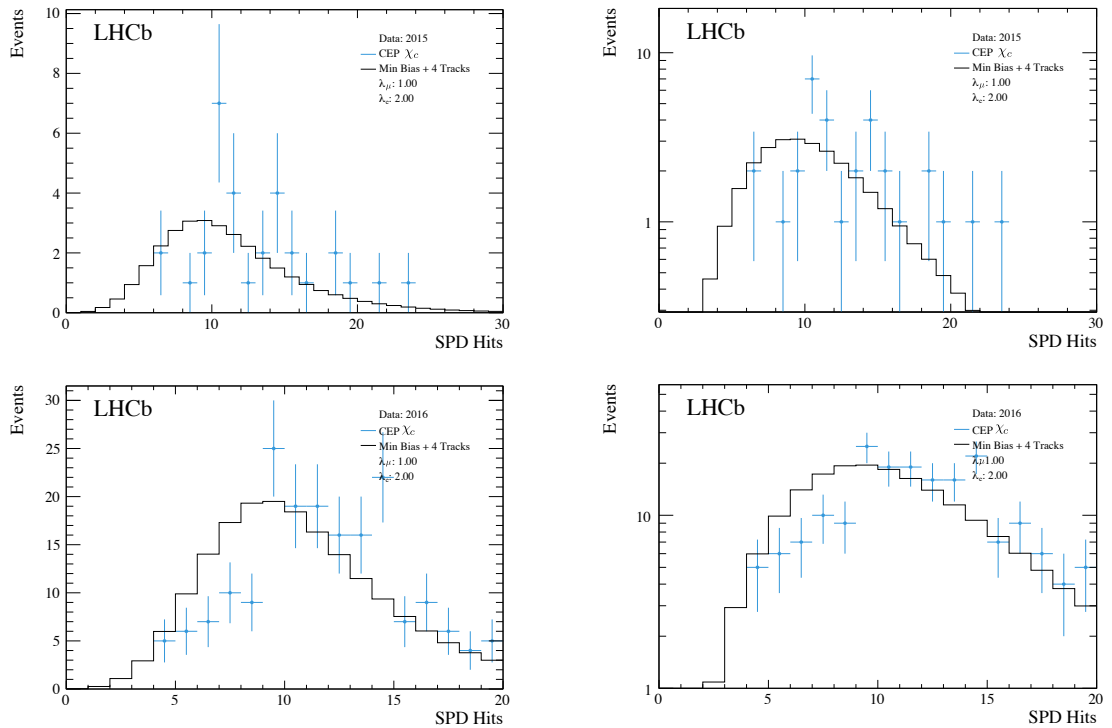 Events
10
8
6
4
2
0
LHCb
Data: 2015
CEP χc
Min Bias + 4 Tracks
λμ: 1.00
λe: 2.00
0 10 20 30
SPD Hits
Events
10
1
LHCb
Data: 2015
CEP χc
Min Bias + 4 Tracks
λμ: 1.00
λe: 2.00
0 10 20 30
SPD Hits
Events
30
25
20
15
10
5
0
LHCb
Data: 2016
CEP χc
Min Bias + 4 Tracks
λμ: 1.00
λe: 2.00
5 10 15 20
SPD Hits
Events
10
1
LHCb
Data: 2016
CEP χc
Min Bias + 4 Tracks
λμ 1.00
λe: 2.00
5 10 15 20
SPD Hits